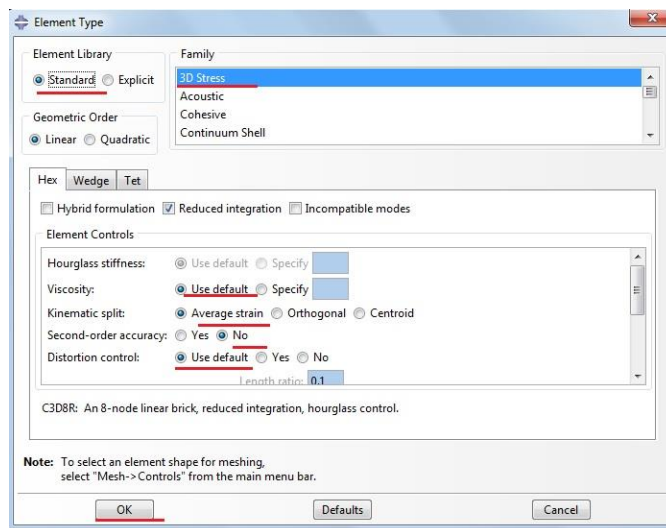 Element Type
Element Library
Standard Explicit
Family
3D Stress
Acoustic
Cohesive
Continuum Shell
Geometric Order
Linear Quadratic
Hex Wedge Tet
Hybrid formulation Reduced integration Incompatible modes
Element Controls
Hourglass stiffness: Use default Specify
Viscosity: Use default Specify
Kinematic split: Average strain Orthogonal Centroid
Second-order accuracy: Yes No
Distortion control: Use default Yes No
Length ratio: 0.1
C3D8R: An 8-node linear brick, reduced integration, hourglass control.
Note: To select an element shape for meshing,
select "Mesh->Controls" from the main menu bar.
OK Defaults Cancel